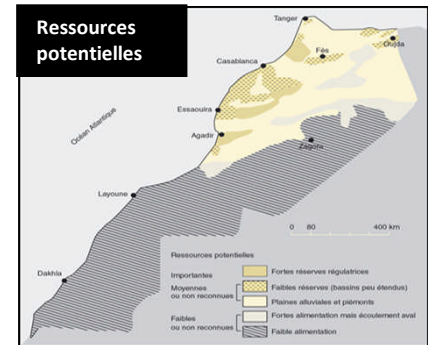 Ressources
potentielles
Tanger
Fès
Oujda
Casablanca
Essaouira
Océan Atlantique
Agadir
Zagora
Layoune
0 80 400 km
Dakhla
Ressources potentielles
Importantes
Fortes réserves régulatrices
Moyennes
ou non reconnues
Faibles réserves (bassins peu étendus)
Plaines alluviales et piémonts
Faibles
ou non reconnues
Fortes alimentation mais écoulement aval
Faible alimentation